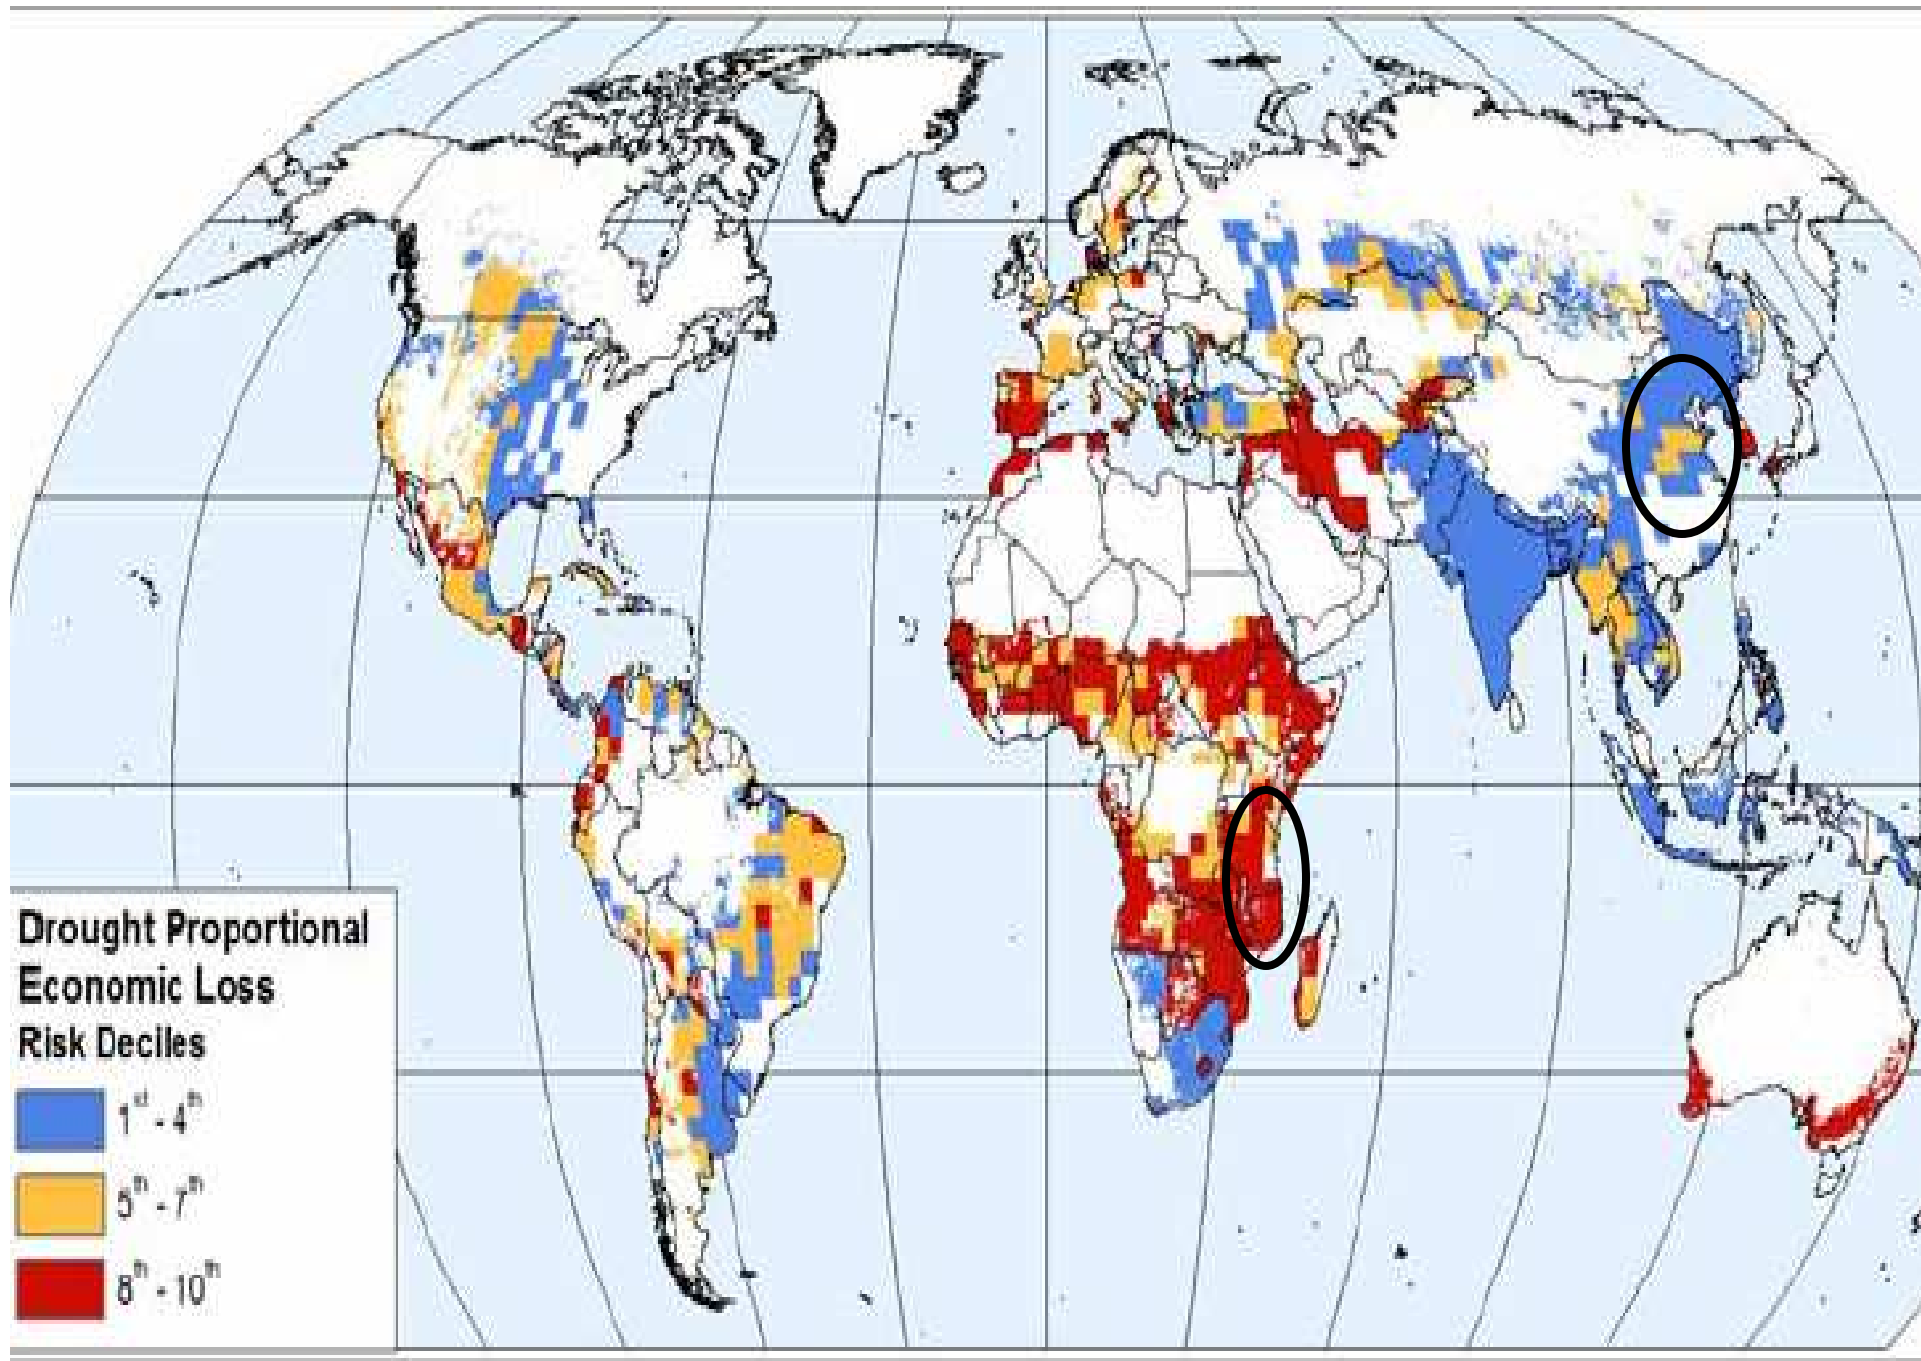 Drought Proportional
Economic Loss
Risk Deciles
1st - 4th
5th - 7th
8th - 10th